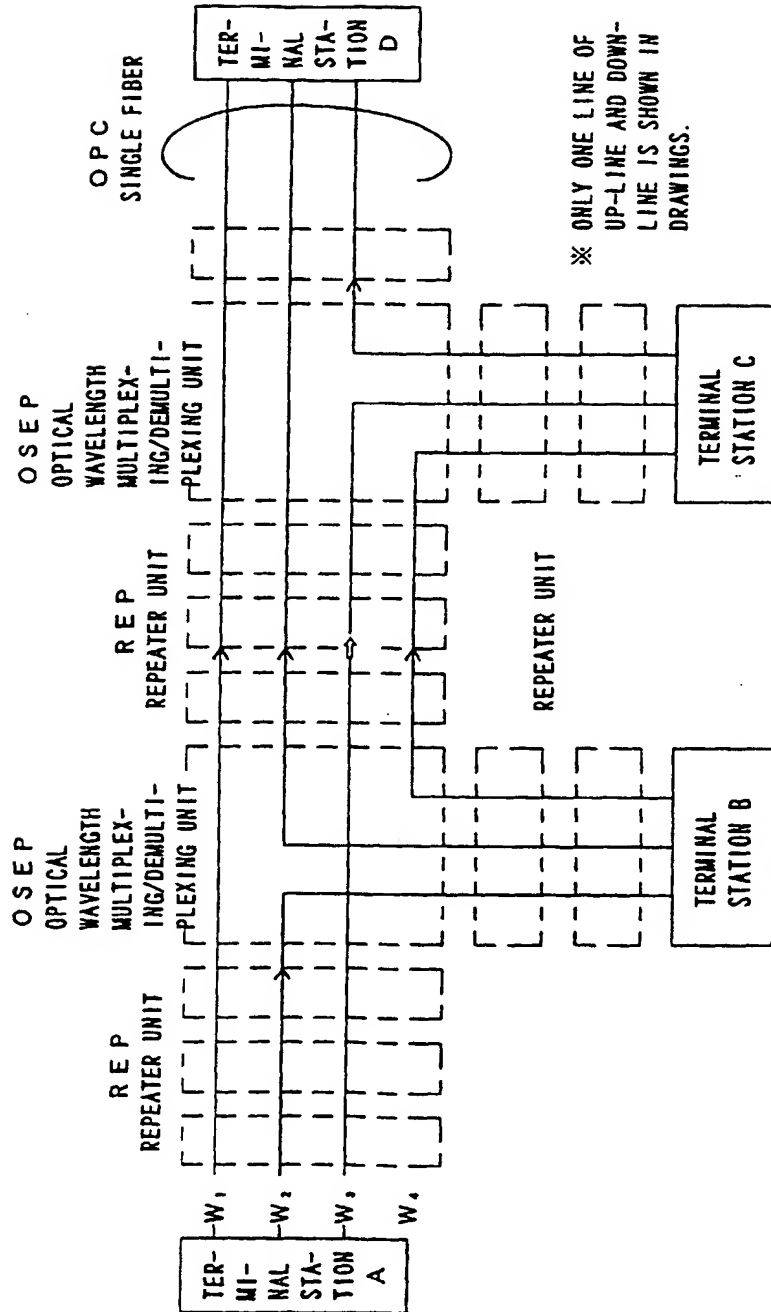 TER-
MI-
NAL
STA-
TION
A
W₁
W₂
W₃
W₄
REP
REPEATER UNIT
OSEP
OPTICAL
WAVELENGTH
MULTIPLEX-
ING/DEMULTI-
PLEXING UNIT
REP
REPEATER UNIT
OSEP
OPTICAL
WAVELENGTH
MULTIPLEX-
ING/DEMULTI-
PLEXING UNIT
OPC
SINGLE FIBER
TER-
MI-
NAL
STA-
TION
D
TERMINAL
STATION B
REPEATER UNIT
TERMINAL
STATION C
※ ONLY ONE LINE OF
UP-LINE AND DOWN-
LINE IS SHOWN IN
DRAWINGS.